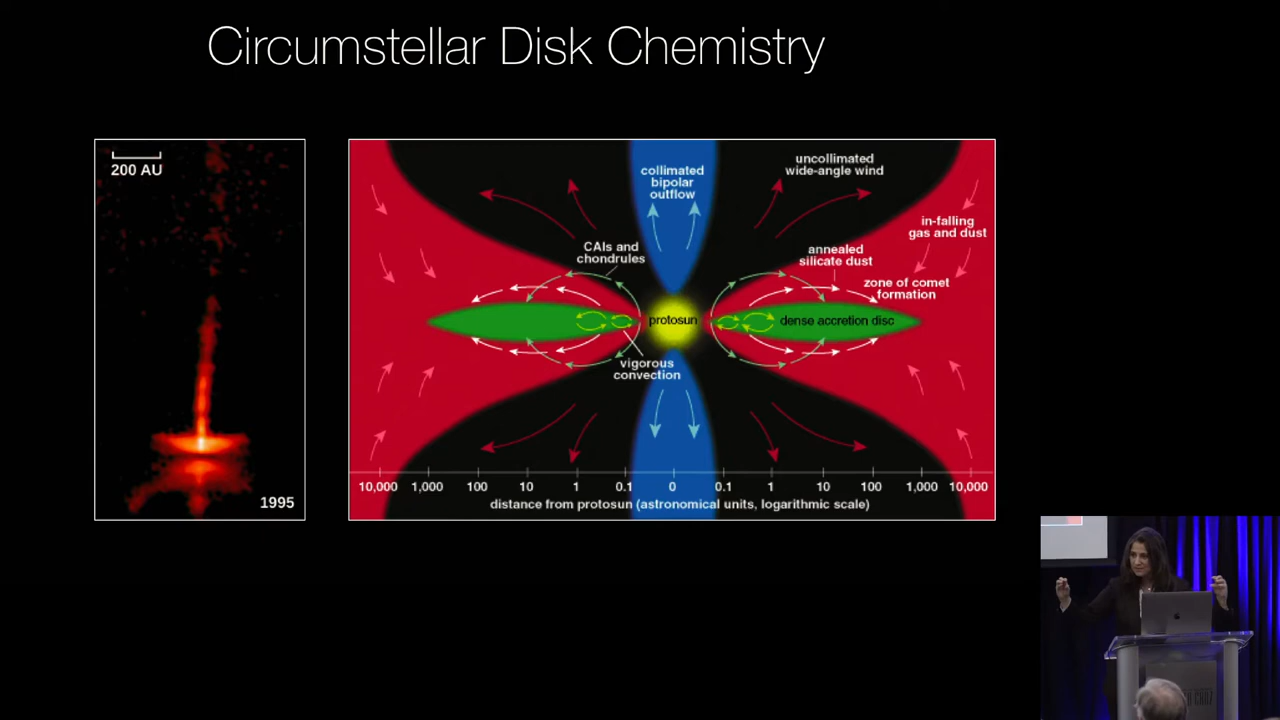 Circumstellar Disk Chemistry
200 AU
1995
collimated
bipolar
outflow
uncollimated
wide-angle wind
in-falling
gas and dust
CAIs and
chondrules
annealed
silicate dust
zone of comet
formation
protosun
dense accretion disc
vigorous
convection
10,000 1,000 100 10 1 0.1 0 0.1 1 10 100 1,000 10,000
distance from protosun (astronomical units, logarithmic scale)